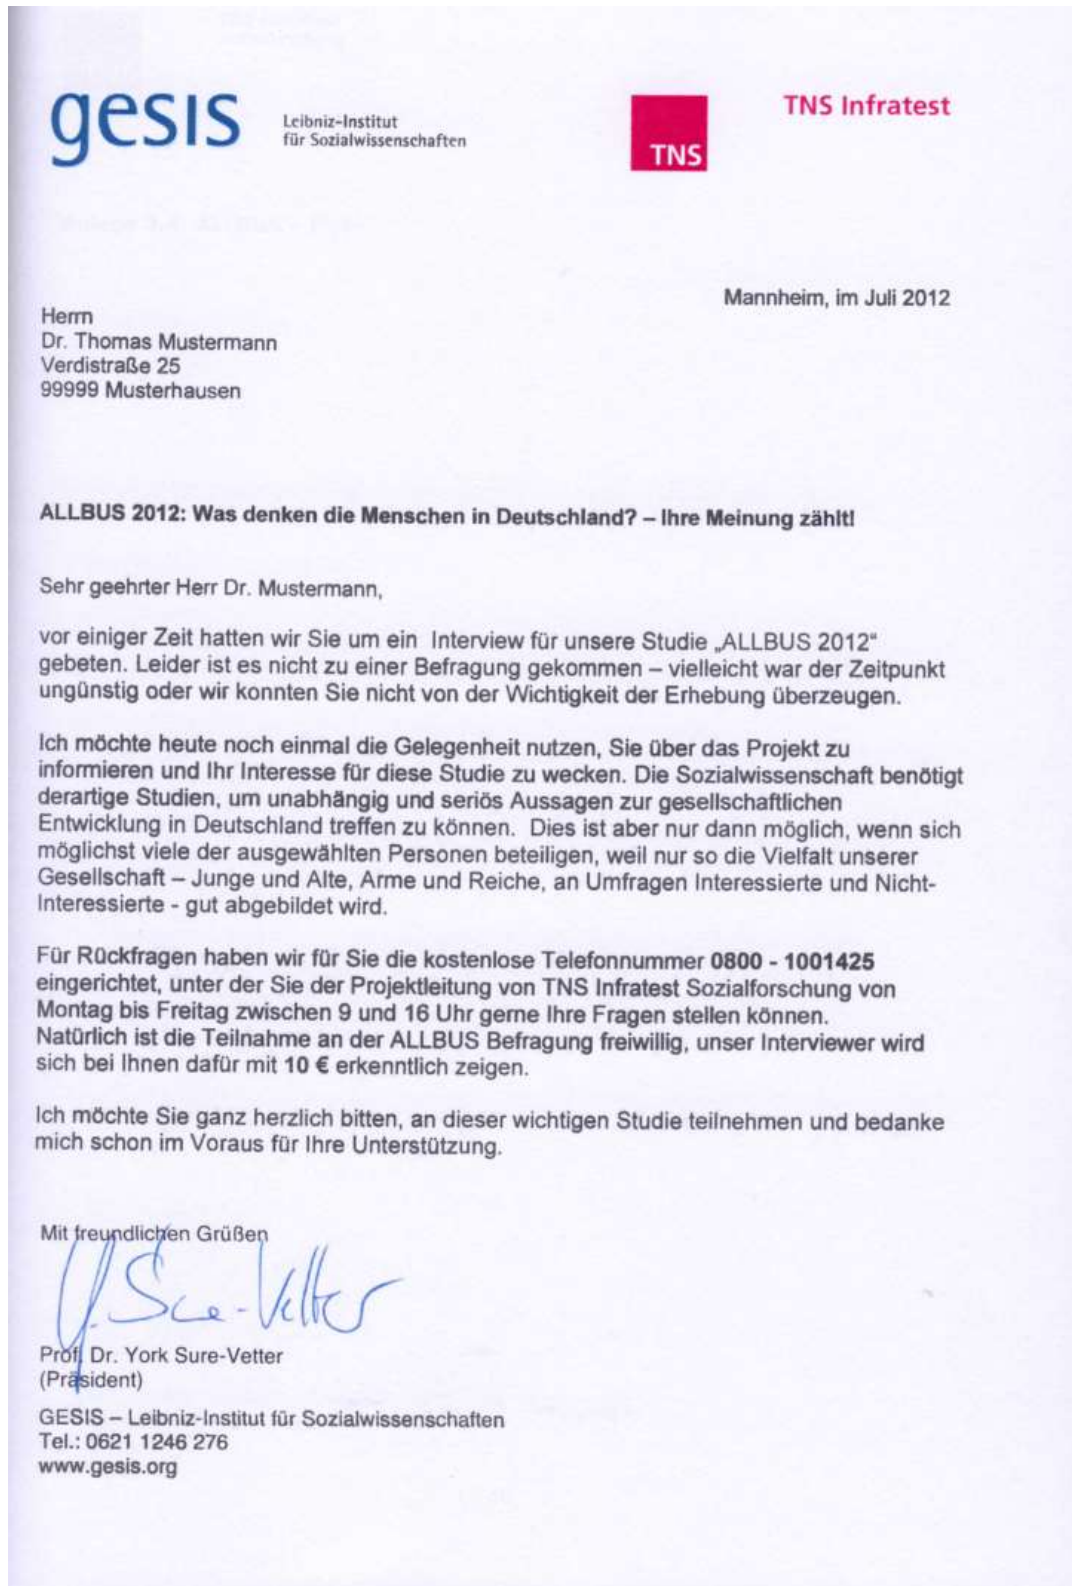 gesis
Leibniz-Institut
für Sozialwissenschaften
TNS
TNS Infratest
Mannheim, im Juli 2012
Herrn
Dr. Thomas Mustermann
Verdistraße 25
99999 Musterhausen
ALLBUS 2012: Was denken die Menschen in Deutschland? – Ihre Meinung zählt!
Sehr geehrter Herr Dr. Mustermann,
vor einiger Zeit hatten wir Sie um ein Interview für unsere Studie „ALLBUS 2012“
gebeten. Leider ist es nicht zu einer Befragung gekommen – vielleicht war der Zeitpunkt
ungünstig oder wir konnten Sie nicht von der Wichtigkeit der Erhebung überzeugen.
Ich möchte heute noch einmal die Gelegenheit nutzen, Sie über das Projekt zu
informieren und Ihr Interesse für diese Studie zu wecken. Die Sozialwissenschaft benötigt
derartige Studien, um unabhängig und seriös Aussagen zur gesellschaftlichen
Entwicklung in Deutschland treffen zu können. Dies ist aber nur dann möglich, wenn sich
möglichst viele der ausgewählten Personen beteiligen, weil nur so die Vielfalt unserer
Gesellschaft – Junge und Alte, Arme und Reiche, an Umfragen Interessierte und Nicht-
Interessierte - gut abgebildet wird.
Für Rückfragen haben wir für Sie die kostenlose Telefonnummer 0800 - 1001425
eingerichtet, unter der Sie der Projektleitung von TNS Infratest Sozialforschung von
Montag bis Freitag zwischen 9 und 16 Uhr gerne Ihre Fragen stellen können.
Natürlich ist die Teilnahme an der ALLBUS Befragung freiwillig, unser Interviewer wird
sich bei Ihnen dafür mit 10 € erkenntlich zeigen.
Ich möchte Sie ganz herzlich bitten, an dieser wichtigen Studie teilnehmen und bedanke
mich schon im Voraus für Ihre Unterstützung.
Mit freundlichen Grüßen
Y. Sure-Vetter
Prof. Dr. York Sure-Vetter
(Präsident)
GESIS – Leibniz-Institut für Sozialwissenschaften
Tel.: 0621 1246 276
www.gesis.org